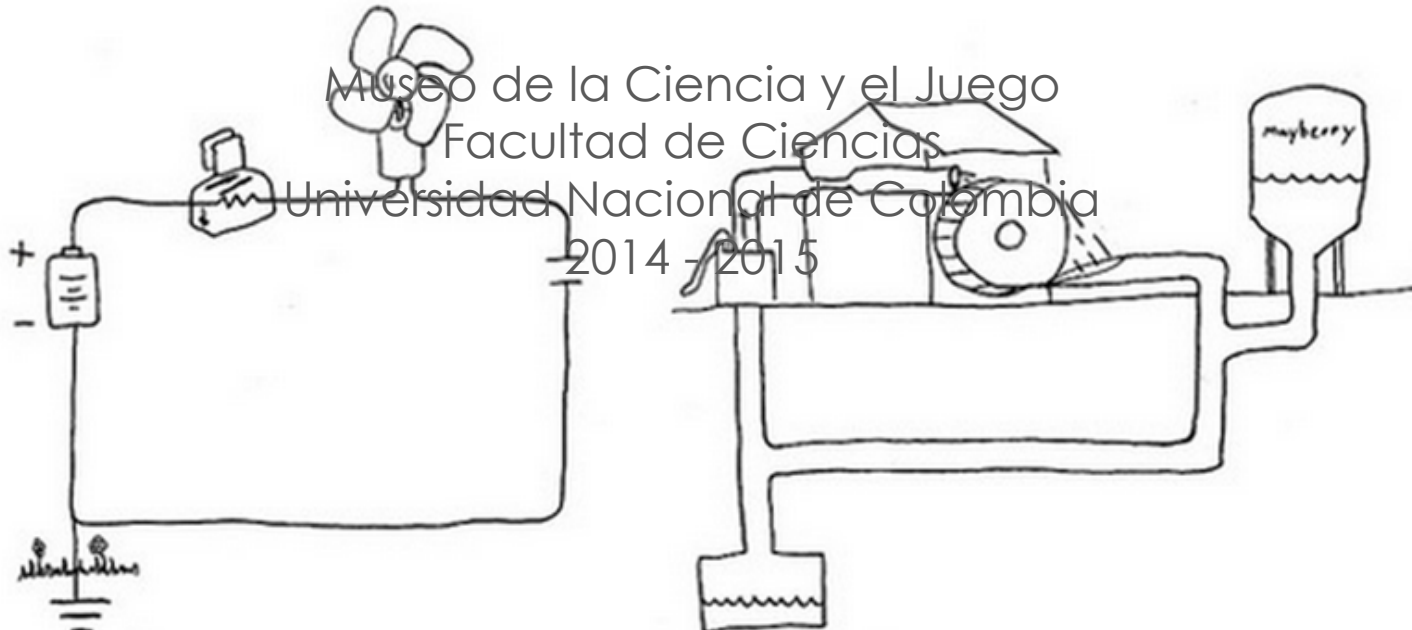 Museo de la Ciencia y el Juego
Facultad de Ciencias
Universidad Nacional de Colombia
2014 - 2015
mayberry
+
-